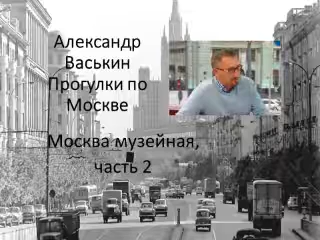 Александр
Васькин
Прогулки по
Москве
Москва музейная,
часть 2